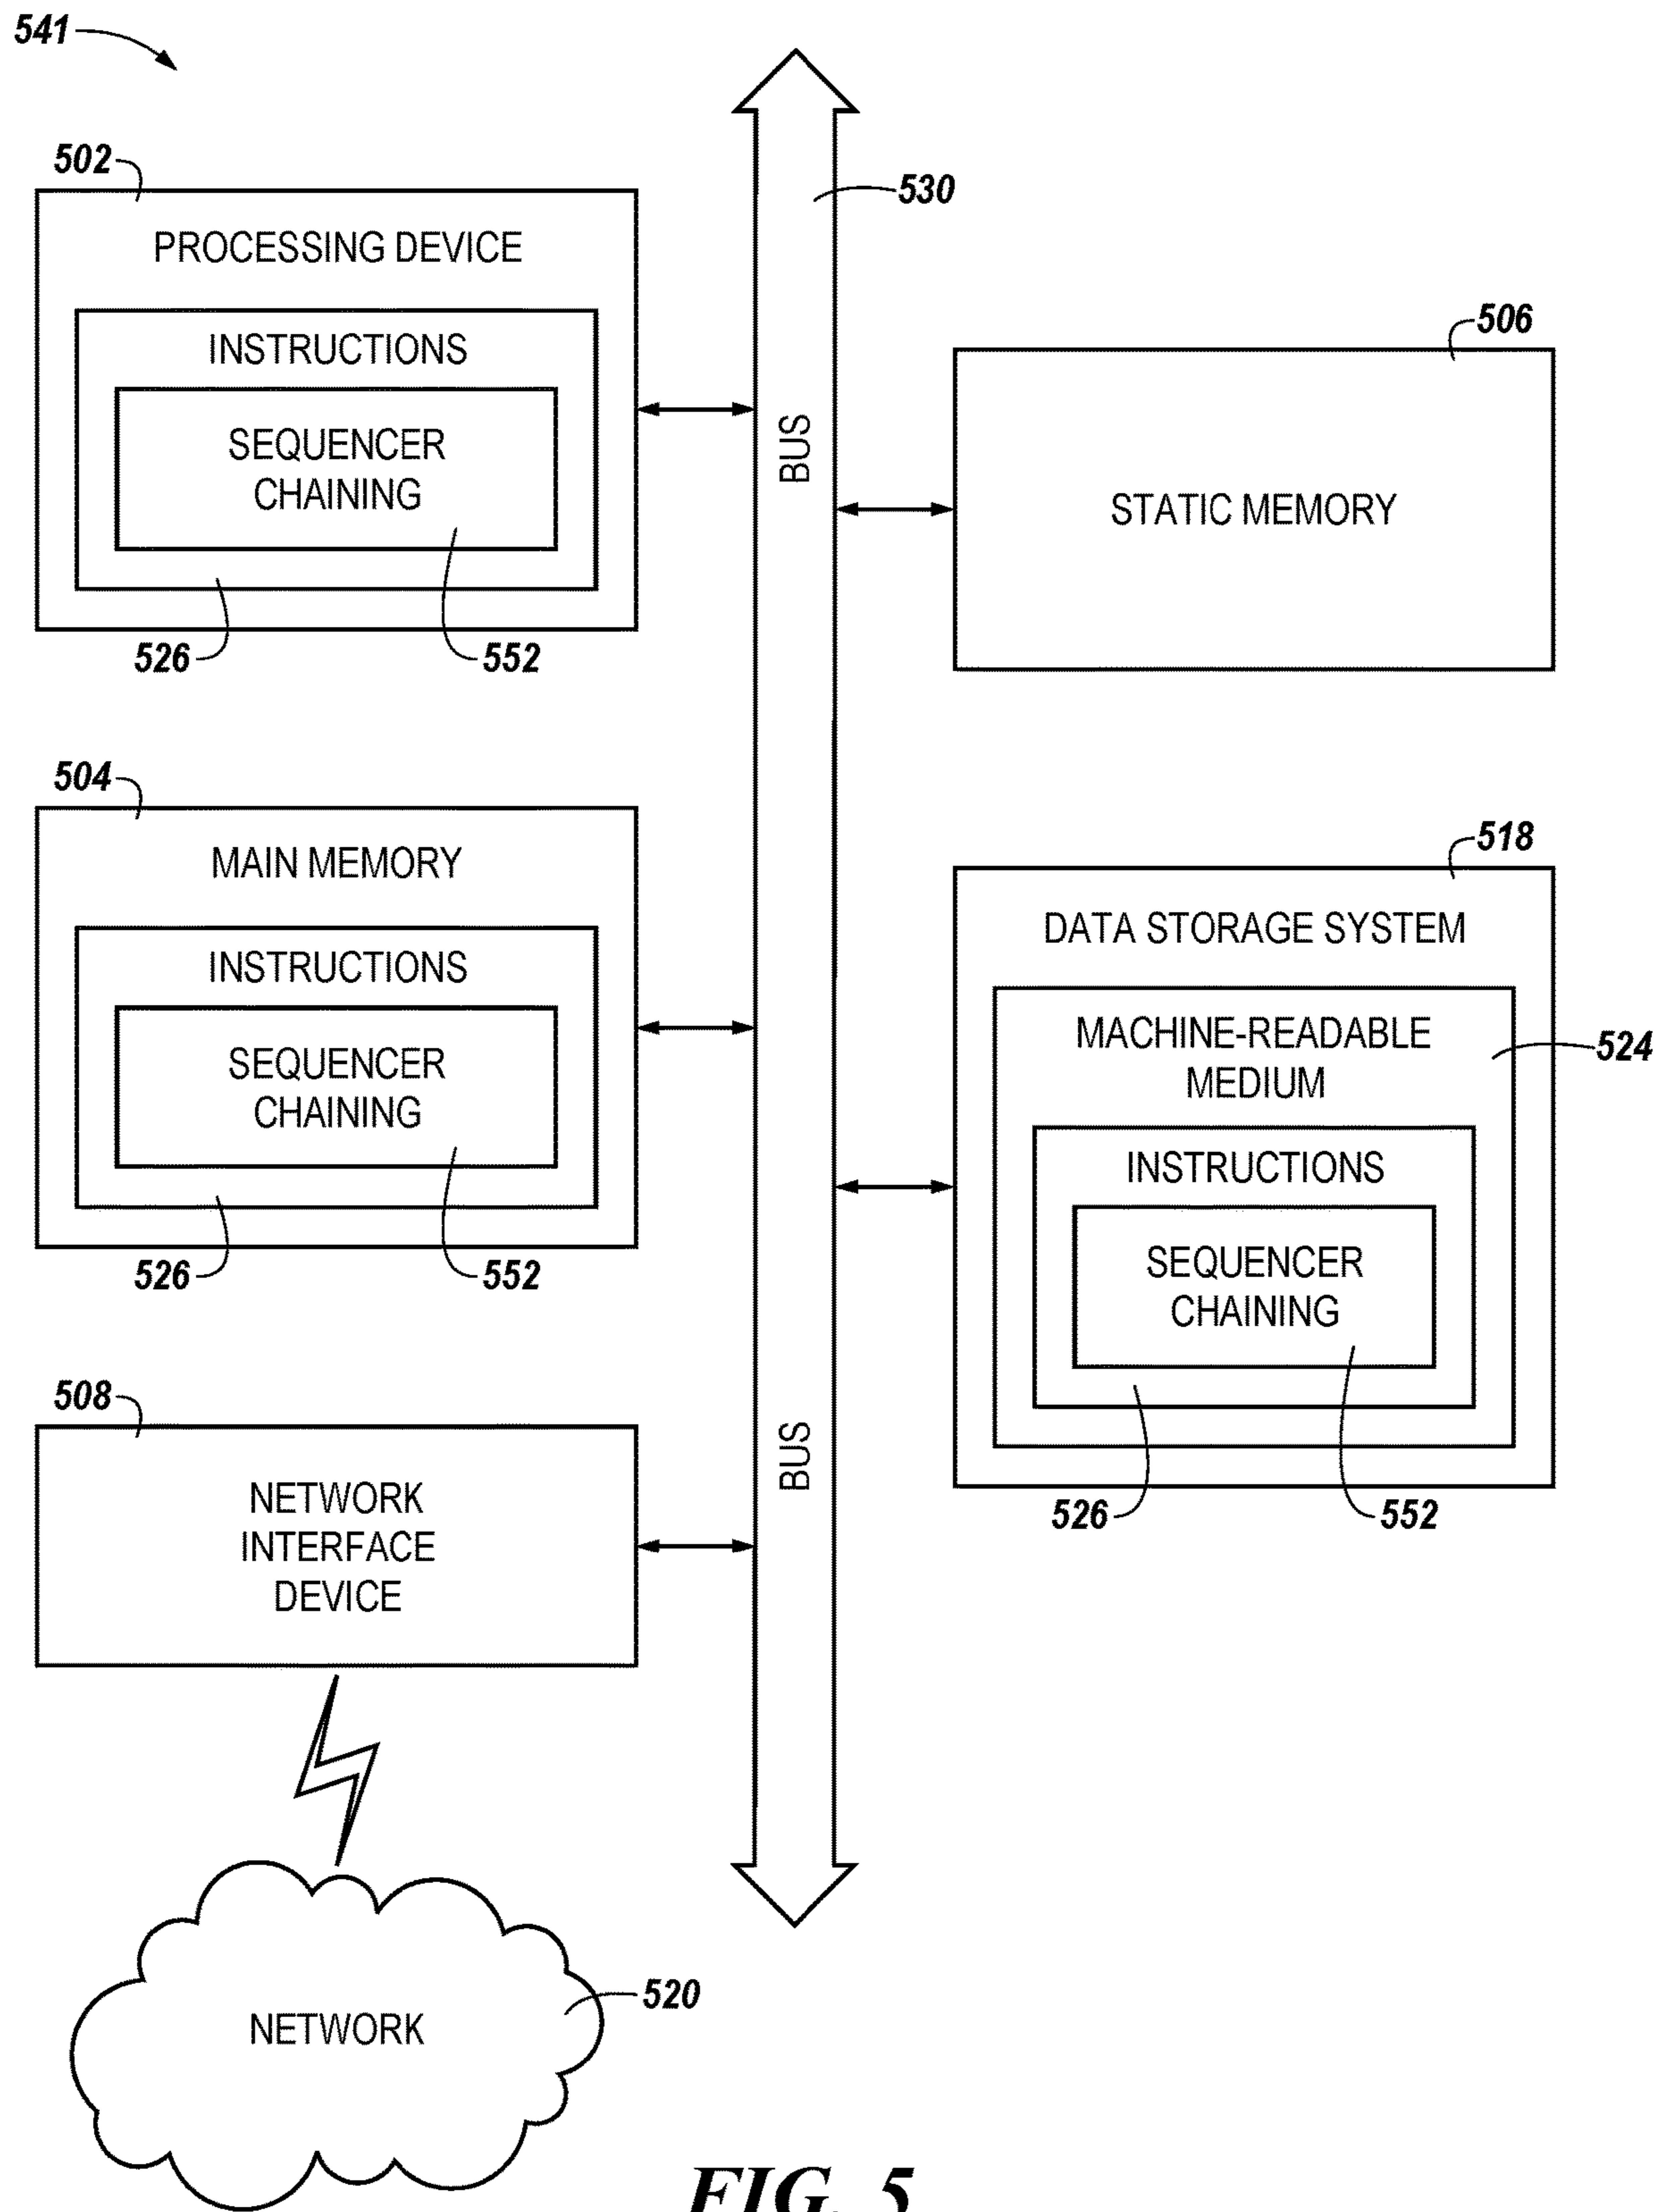 541
502
PROCESSING DEVICE
INSTRUCTIONS
SEQUENCER
CHAINING
526
552
530
BUS
506
STATIC MEMORY
504
MAIN MEMORY
INSTRUCTIONS
SEQUENCER
CHAINING
526
552
518
DATA STORAGE SYSTEM
MACHINE-READABLE
MEDIUM
524
INSTRUCTIONS
SEQUENCER
CHAINING
526
552
508
NETWORK
INTERFACE
DEVICE
BUS
520
NETWORK
FIG. 5